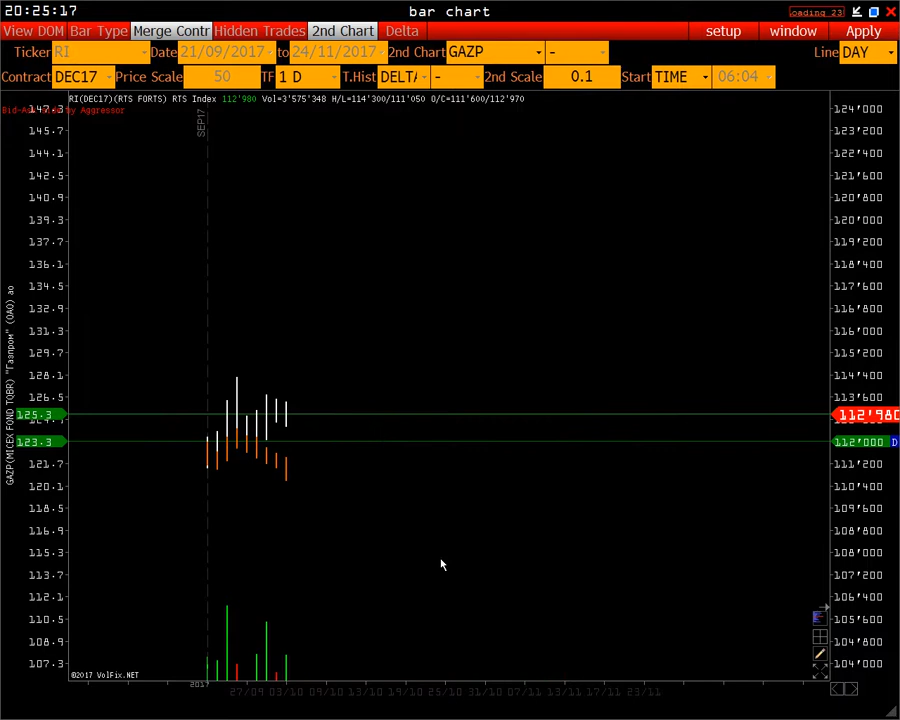 20:25:17 bar chart loading 23
View DOM Bar Type Merge Contr Hidden Trades 2nd Chart Delta setup window Apply
Ticker RI Date 21/09/2017 to 24/11/2017 2nd Chart GAZP - Line DAY
Contract DEC17 Price Scale 50 TF 1 D T.Hist DELTA - 2nd Scale 0.1 Start TIME 06:04
RI(DEC17)(RTS FORTS) RTS Index 112'980 Vol=3'575'348 H/L=114'300/111'050 O/C=111'600/112'970
147.3 124'000
by Aggressor
SEP17
145.7 123'200
144.1 122'400
142.5 121'600
140.9 120'800
139.3 120'000
137.7 119'200
136.1 118'400
134.5 117'600
132.9 116'800
131.3 116'000
129.7 115'200
128.1 114'400
126.5 113'600
125.3 112'980
123.3 112'000 D
121.7 111'200
120.1 110'400
118.5 109'600
116.9 108'800
115.3 108'000
113.7 107'200
112.1 106'400
110.5 105'600
108.9 104'800
107.3 104'000
GAZP(MICEX FOND TQBR) "Газпром" (ОАО) ао
©2017 VolFix.NET
2017 27/09 03/10 09/10 13/10 19/10 25/10 31/10 07/11 13/11 17/11 23/11